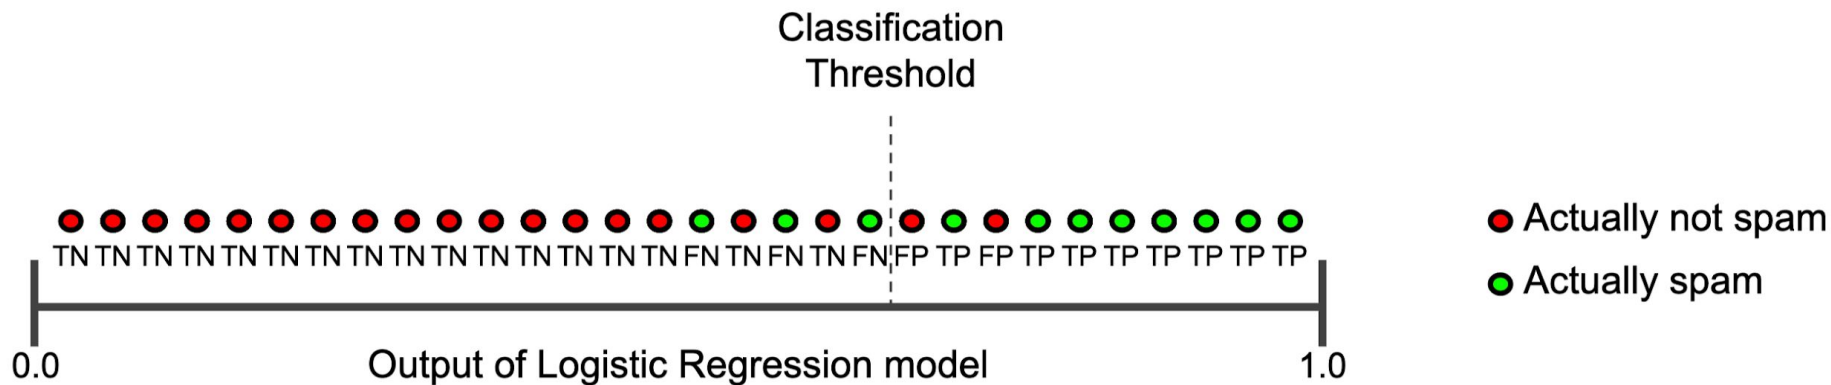 Classification
Threshold
TN TN TN TN TN TN TN TN TN TN TN TN TN TN TN FN TN FN TN FN FP TP FP TP TP TP TP TP TP TP
0.0
Output of Logistic Regression model
1.0
Actually not spam
Actually spam